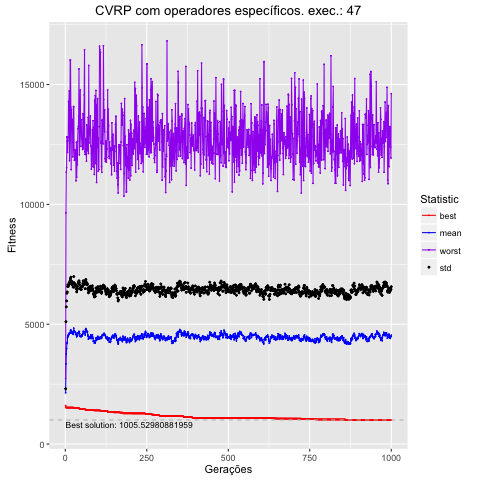 CVRP com operadores específicos. exec.: 47
Fitness
15000
10000
5000
0
Best solution: 1005.52980881959
0
250
500
750
1000
Gerações
Statistic
best
mean
worst
std